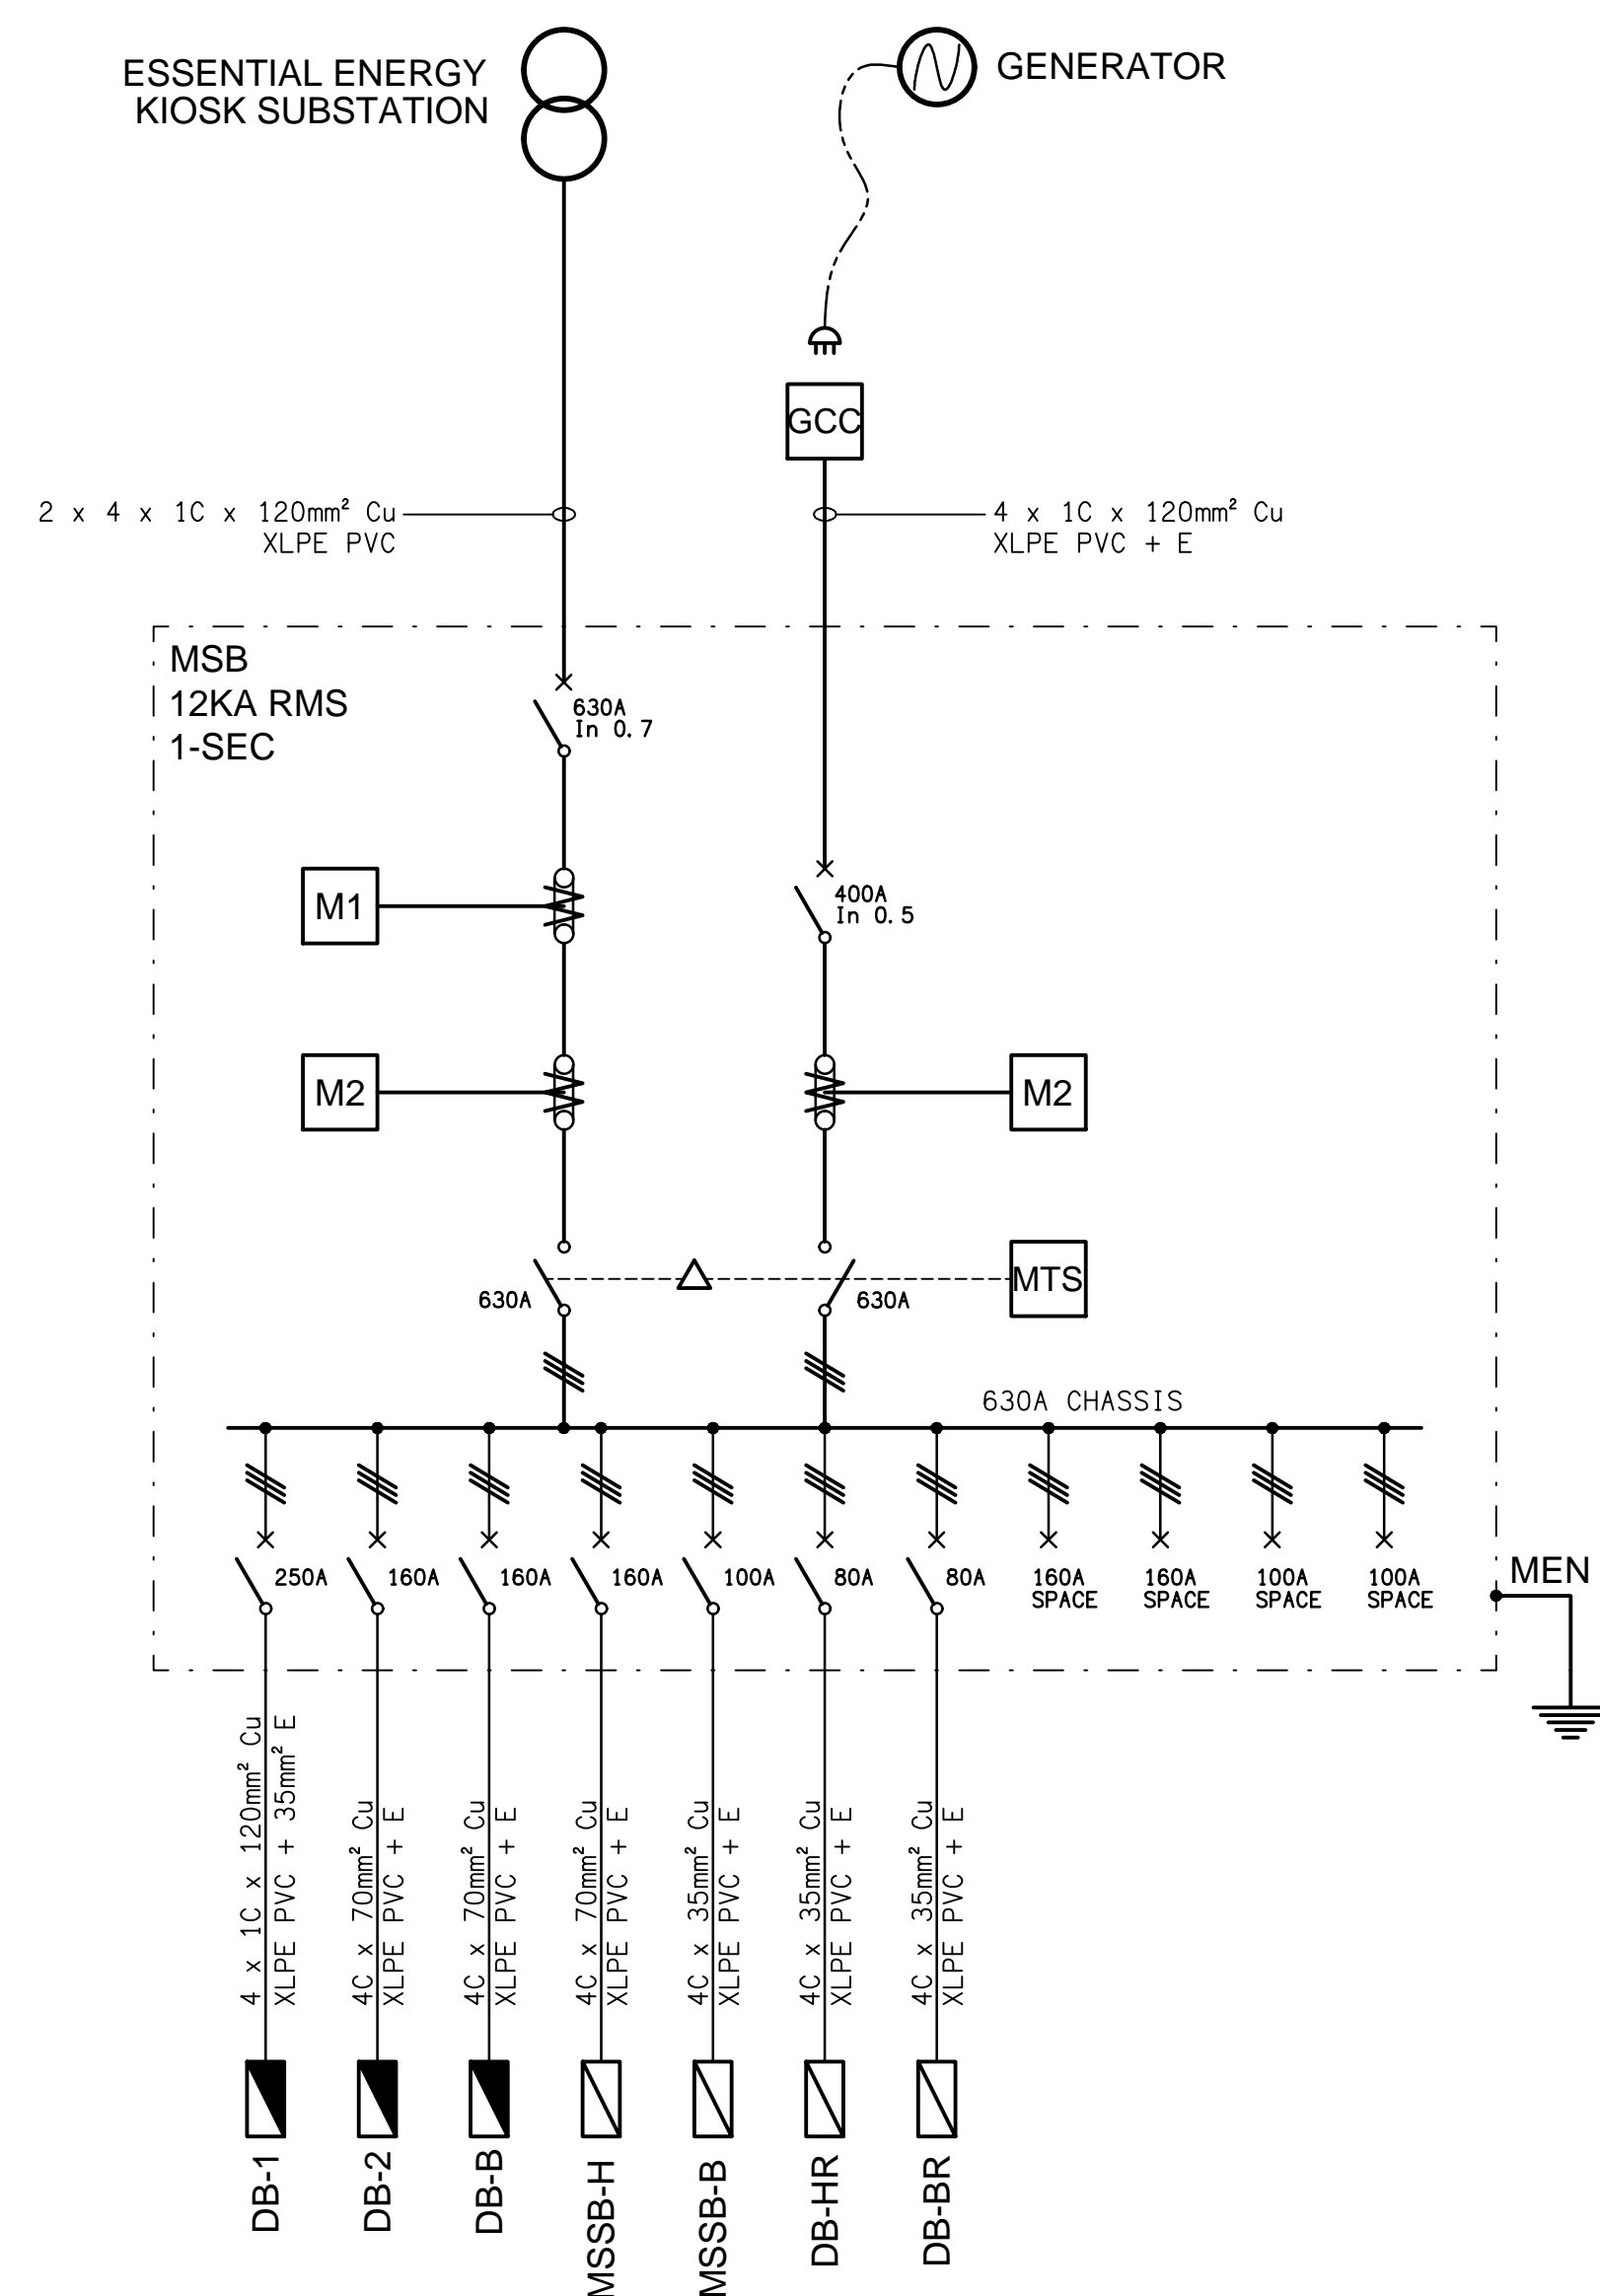 ESSENTIAL ENERGY
KIOSK SUBSTATION
GENERATOR
GCC
2 x 4 x 1C x 120mm² Cu
XLPE PVC
4 x 1C x 120mm² Cu
XLPE PVC + E
MSB
12KA RMS
1-SEC
630A
In 0.7
M1
400A
In 0.5
M2
M2
630A
630A
MTS
630A CHASSIS
250A
160A
160A
160A
100A
80A
80A
160A
SPACE
160A
SPACE
100A
SPACE
100A
SPACE
MEN
4 x 1C x 120mm² Cu
XLPE PVC + 35mm² E
4C x 70mm² Cu
XLPE PVC + E
4C x 70mm² Cu
XLPE PVC + E
4C x 70mm² Cu
XLPE PVC + E
4C x 35mm² Cu
XLPE PVC + E
4C x 35mm² Cu
XLPE PVC + E
4C x 35mm² Cu
XLPE PVC + E
DB-1
DB-2
DB-B
MSSB-H
MSSB-B
DB-HR
DB-BR